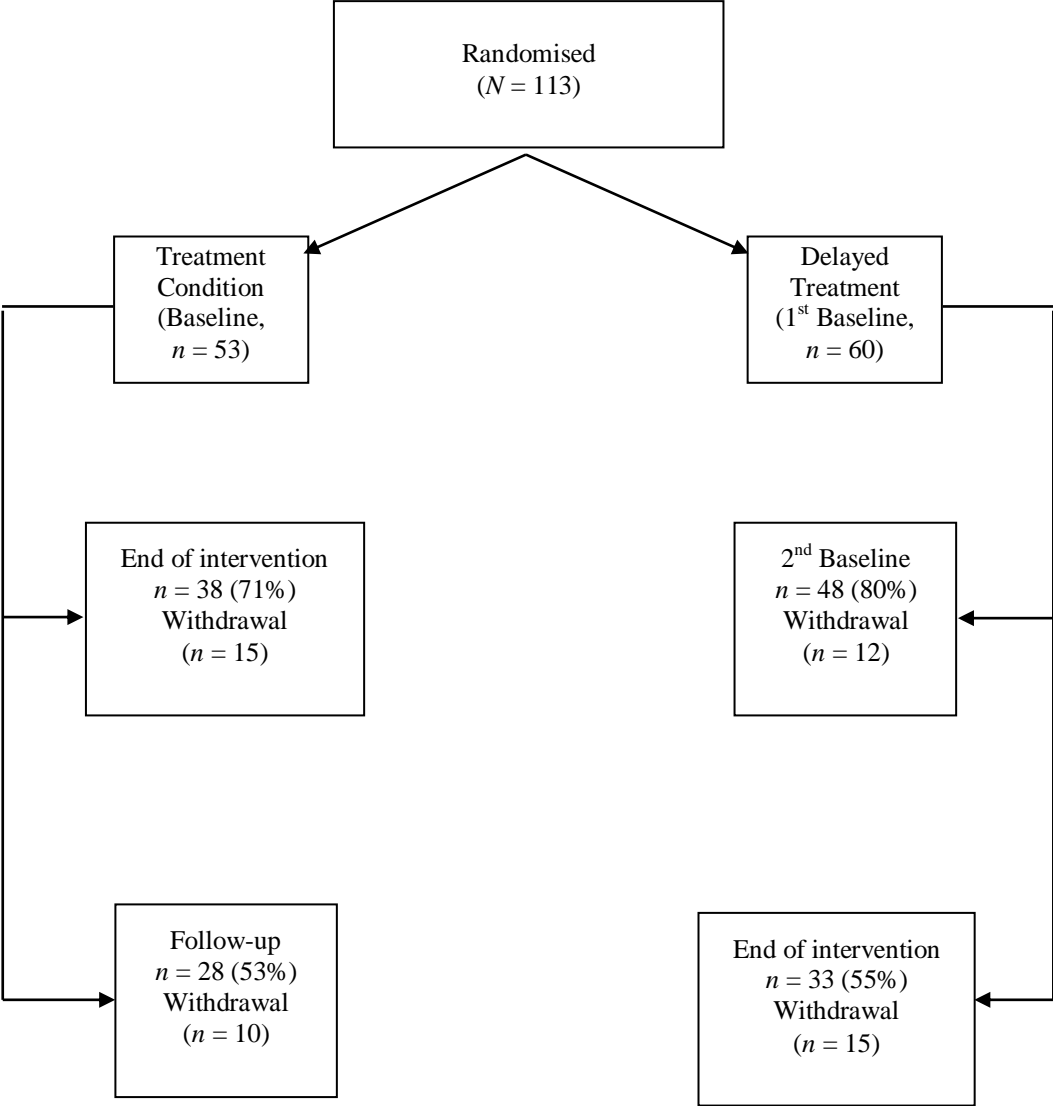 Randomised
(N = 113)
Treatment
Condition
(Baseline,
n = 53)
Delayed
Treatment
(1st Baseline,
n = 60)
End of intervention
n = 38 (71%)
Withdrawal
(n = 15)
2nd Baseline
n = 48 (80%)
Withdrawal
(n = 12)
Follow-up
n = 28 (53%)
Withdrawal
(n = 10)
End of intervention
n = 33 (55%)
Withdrawal
(n = 15)